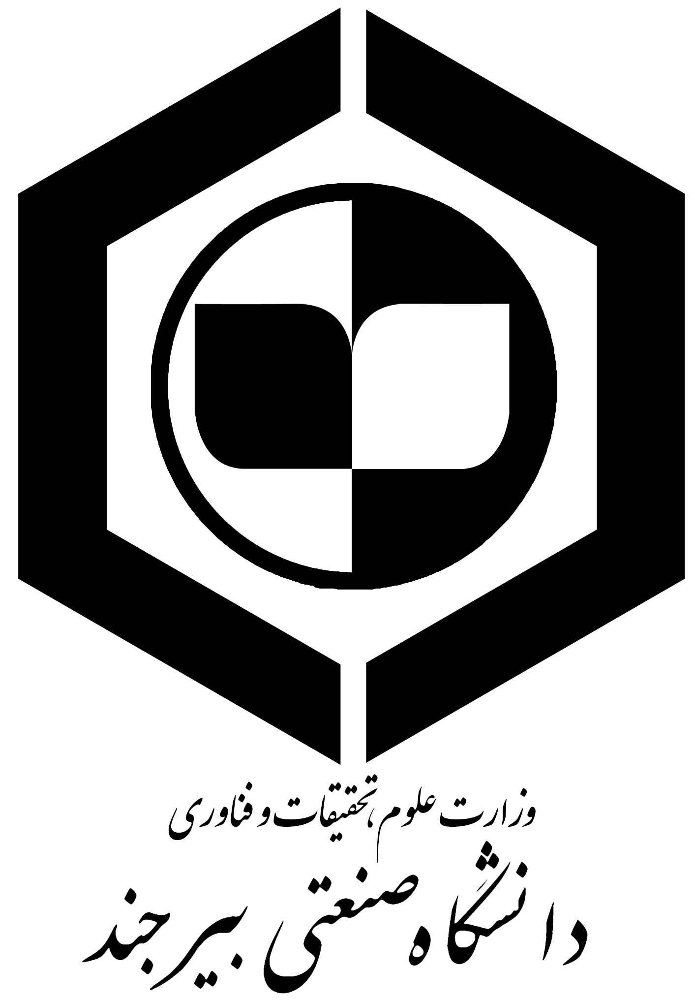 وزارت علوم، تحقیقات و فناوری
دانشگاه صنعتی بیرجند